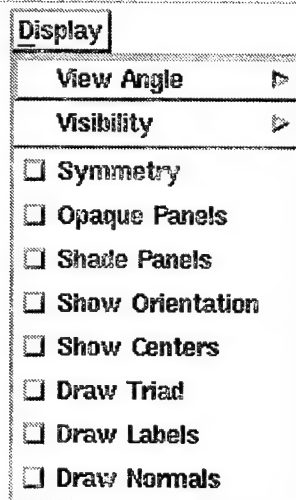 Display
View Angle
Visibility
Symmetry
Opaque Panels
Shade Panels
Show Orientation
Show Centers
Draw Triad
Draw Labels
Draw Normals